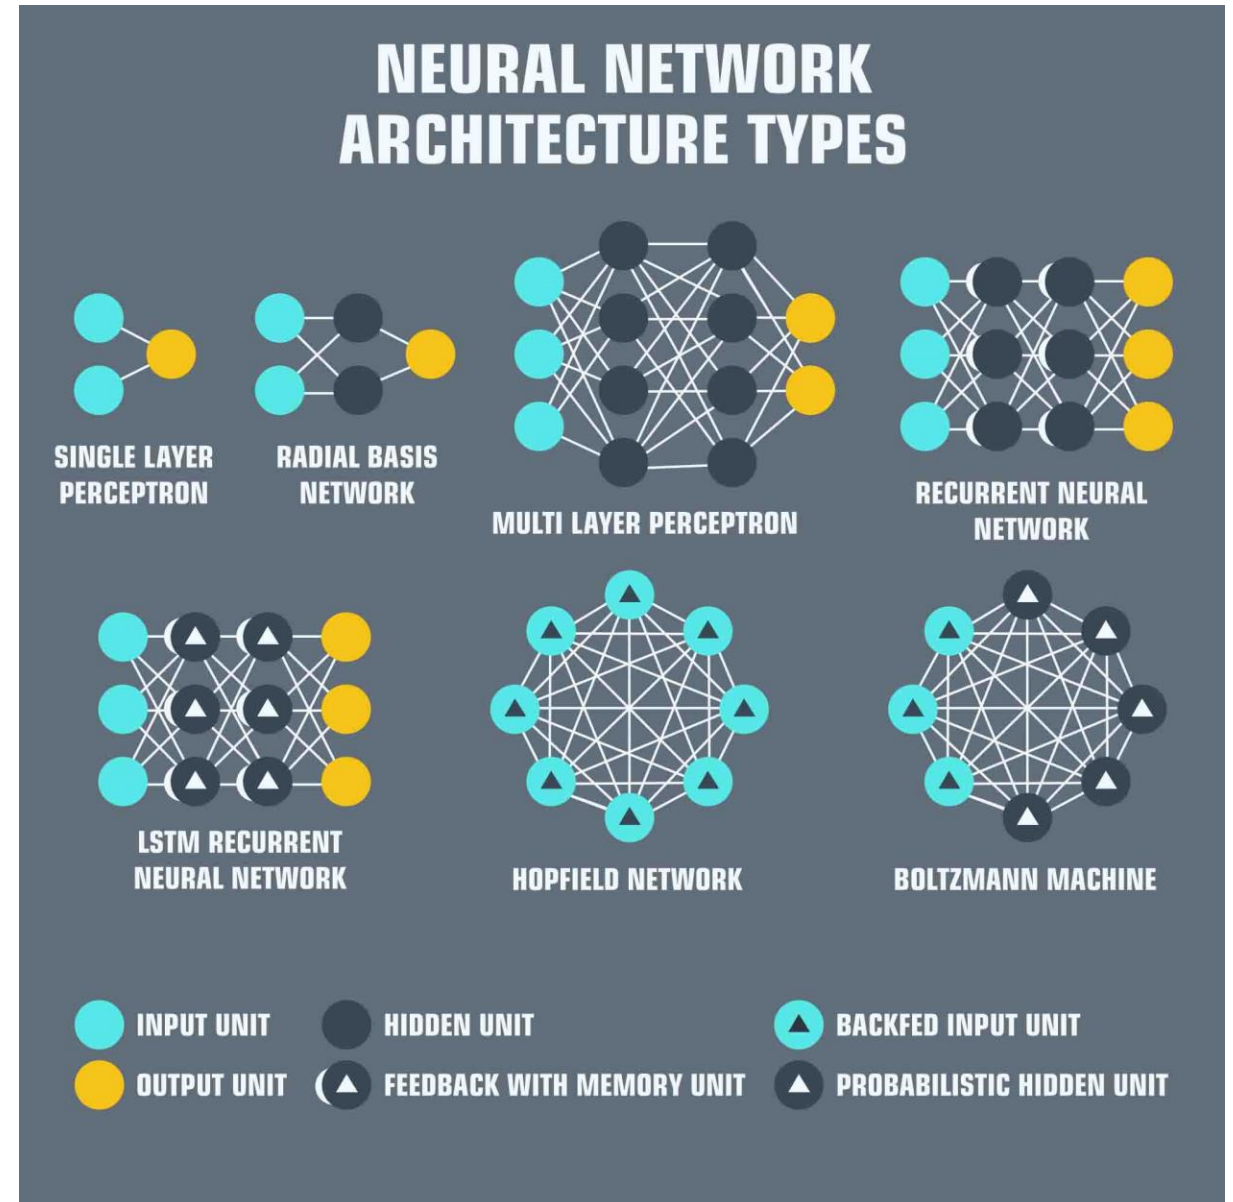 NEURAL NETWORK
ARCHITECTURE TYPES
SINGLE LAYER
PERCEPTRON
RADIAL BASIS
NETWORK
MULTI LAYER PERCEPTRON
RECURRENT NEURAL
NETWORK
LSTM RECURRENT
NEURAL NETWORK
HOPFIELD NETWORK
BOLTZMANN MACHINE
INPUT UNIT
HIDDEN UNIT
BACKFED INPUT UNIT
OUTPUT UNIT
FEEDBACK WITH MEMORY UNIT
PROBABILISTIC HIDDEN UNIT